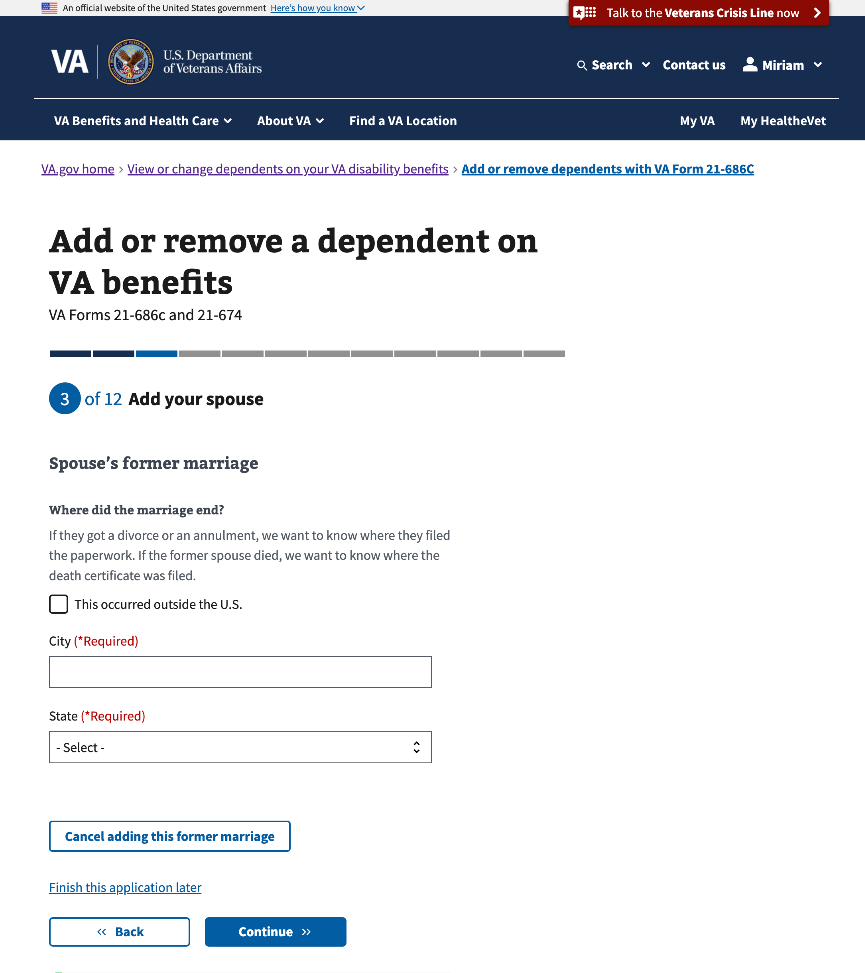 An official website of the United States government Here's how you know
Talk to the Veterans Crisis Line now
VA
U.S. Department
of Veterans Affairs
Search
Contact us
Miriam
VA Benefits and Health Care
About VA
Find a VA Location
My VA
My HealtheVet
VA.gov home › View or change dependents on your VA disability benefits › Add or remove dependents with VA Form 21-686C
Add or remove a dependent on
VA benefits
VA Forms 21-686c and 21-674
3 of 12 Add your spouse
Spouse's former marriage
Where did the marriage end?
If they got a divorce or an annulment, we want to know where they filed
the paperwork. If the former spouse died, we want to know where the
death certificate was filed.
This occurred outside the U.S.
City (*Required)
State (*Required)
- Select -
Cancel adding this former marriage
Finish this application later
« Back
Continue »